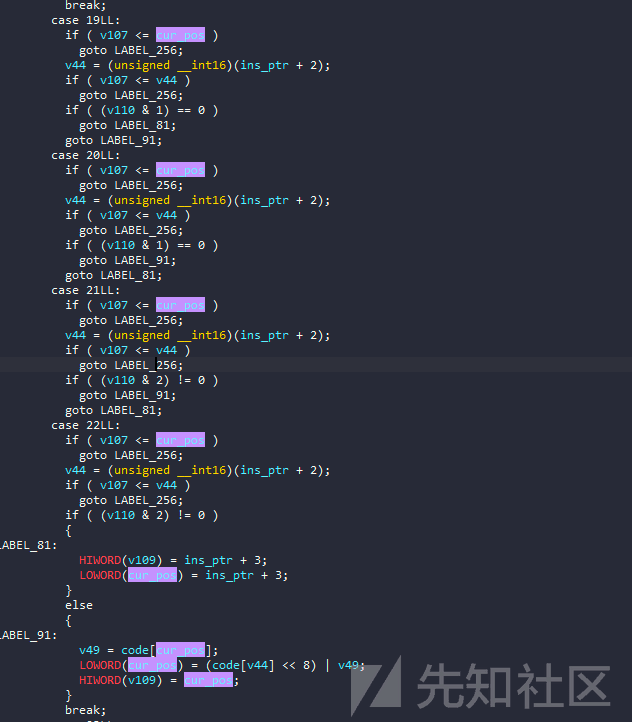 break;
case 19LL:
if ( v107 <= cur_pos )
goto LABEL_256;
v44 = (unsigned __int16)(ins_ptr + 2);
if ( v107 <= v44 )
goto LABEL_256;
if ( (v110 & 1) == 0 )
goto LABEL_81;
goto LABEL_91;
case 20LL:
if ( v107 <= cur_pos )
goto LABEL_256;
v44 = (unsigned __int16)(ins_ptr + 2);
if ( v107 <= v44 )
goto LABEL_256;
if ( (v110 & 1) == 0 )
goto LABEL_91;
goto LABEL_81;
case 21LL:
if ( v107 <= cur_pos )
goto LABEL_256;
v44 = (unsigned __int16)(ins_ptr + 2);
if ( v107 <= v44 )
goto LABEL_256;
if ( (v110 & 2) != 0 )
goto LABEL_91;
goto LABEL_81;
case 22LL:
if ( v107 <= cur_pos )
goto LABEL_256;
v44 = (unsigned __int16)(ins_ptr + 2);
if ( v107 <= v44 )
goto LABEL_256;
if ( (v110 & 2) != 0 )
{
LABEL_81:
HIWORD(v109) = ins_ptr + 3;
LOWORD(cur_pos) = ins_ptr + 3;
}
else
{
LABEL_91:
v49 = code[cur_pos];
LOWORD(cur_pos) = (code[v44] << 8) | v49;
HIWORD(v109) = cur_pos;
}
break;
先知社区